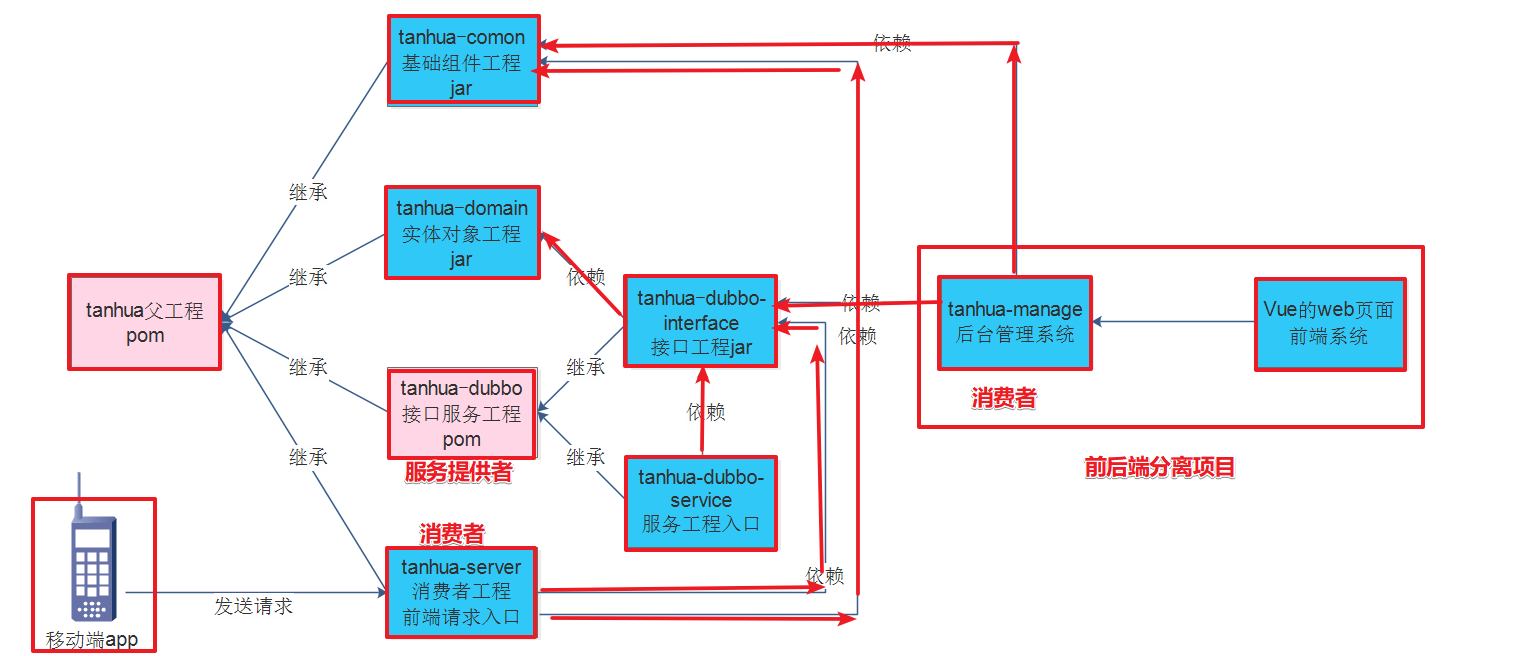 tanhua-comon
基础组件工程
jar
依赖
继承
tanhua-domain
实体对象工程
jar
继承
依赖
tanhua父工程
pom
tanhua-dubbo-
interface
接口工程jar
依赖
依赖
tanhua-manage
后台管理系统
Vue的web页面
前端系统
消费者
继承
继承
tanhua-dubbo
接口服务工程
pom
服务提供者
依赖
继承
继承
tanhua-dubbo-
service
服务工程入口
前后端分离项目
消费者
tanhua-server
消费者工程
前端请求入口
依赖
发送请求
移动端app